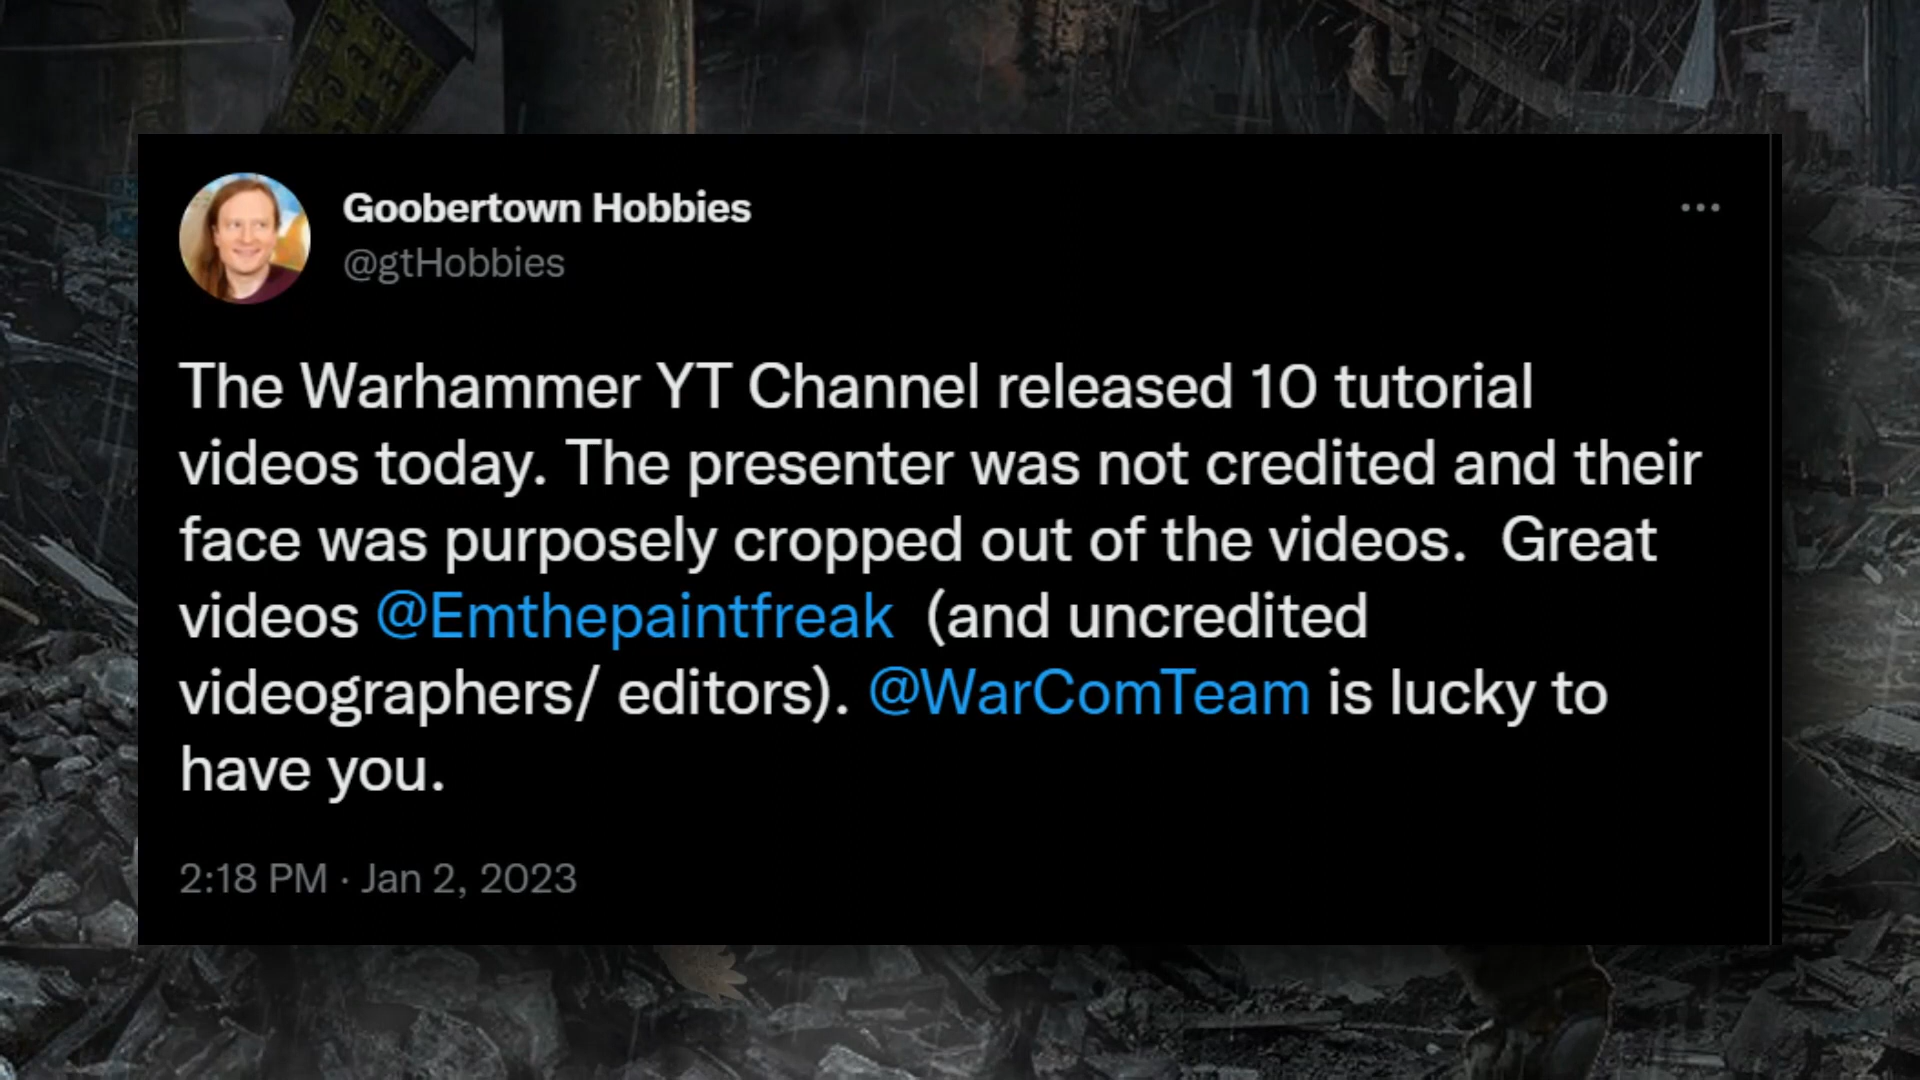 Goobertown Hobbies
@gtHobbies
The Warhammer YT Channel released 10 tutorial
videos today. The presenter was not credited and their
face was purposely cropped out of the videos.  Great
videos @Emthepaintfreak  (and uncredited
videographers/ editors). @WarComTeam is lucky to
have you.
2:18 PM · Jan 2, 2023